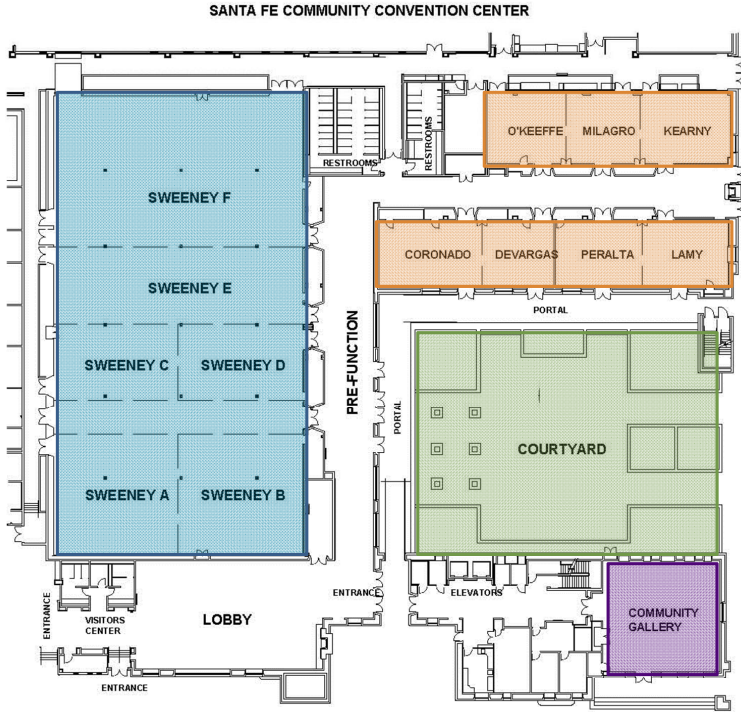 SANTA FE COMMUNITY CONVENTION CENTER
O'KEEFFE
MILAGRO
KEARNY
RESTROOMS
RESTROOMS
SWEENEY F
CORONADO
DEVARGAS
PERALTA
LAMY
SWEENEY E
PORTAL
PRE-FUNCTION
SWEENEY C
SWEENEY D
PORTAL
COURTYARD
SWEENEY A
SWEENEY B
ENTRANCE
ELEVATORS
ENTRANCE
VISITORS
CENTER
LOBBY
COMMUNITY
GALLERY
ENTRANCE